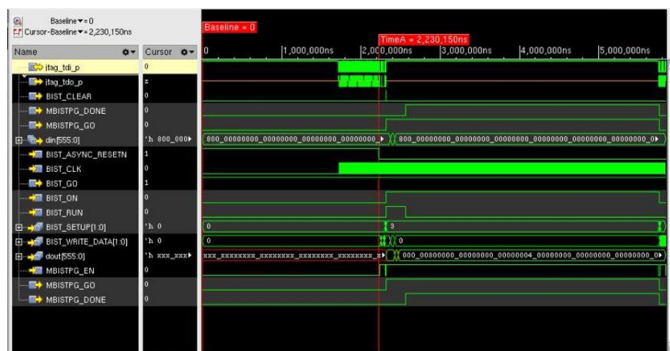 Baseline▼=0
Cursor-Baseline▼=2,230,150ns
Baseline = 0
TimeA = 2,230,150ns
Name Cursor 0 1,000,000ns 2,000,000ns 3,000,000ns 4,000,000ns 5,000,000ns
jtag_tdi_p 0
jtag_tdo_p z
BIST_CLEAR 0
MBISTPG_DONE 0
MBISTPG_GO 0
din[555:0] 'h 800_000 800_00000000_00000000_00000000_00000000_ 800_00000000_00000000_00000000_00000000_00000000_00000000_0
BIST_ASYNC_RESETN 1
BIST_CLK 0
BIST_GO 1
BIST_ON 0
BIST_RUN 0
BIST_SETUP[1:0] 'h 0 0 3
BIST_WRITE_DATA[1:0] 'h 0 0 0
dout[555:0] 'h xxx_xxx xxx_xxxxxxxx_xxxxxxxx_xxxxxxxx_xxxxxxxx_x 800_00000000_00000000_00000004_00000000_00000000_00000000_0
MBISTPG_EN 0
MBISTPG_GO 0
MBISTPG_DONE 0